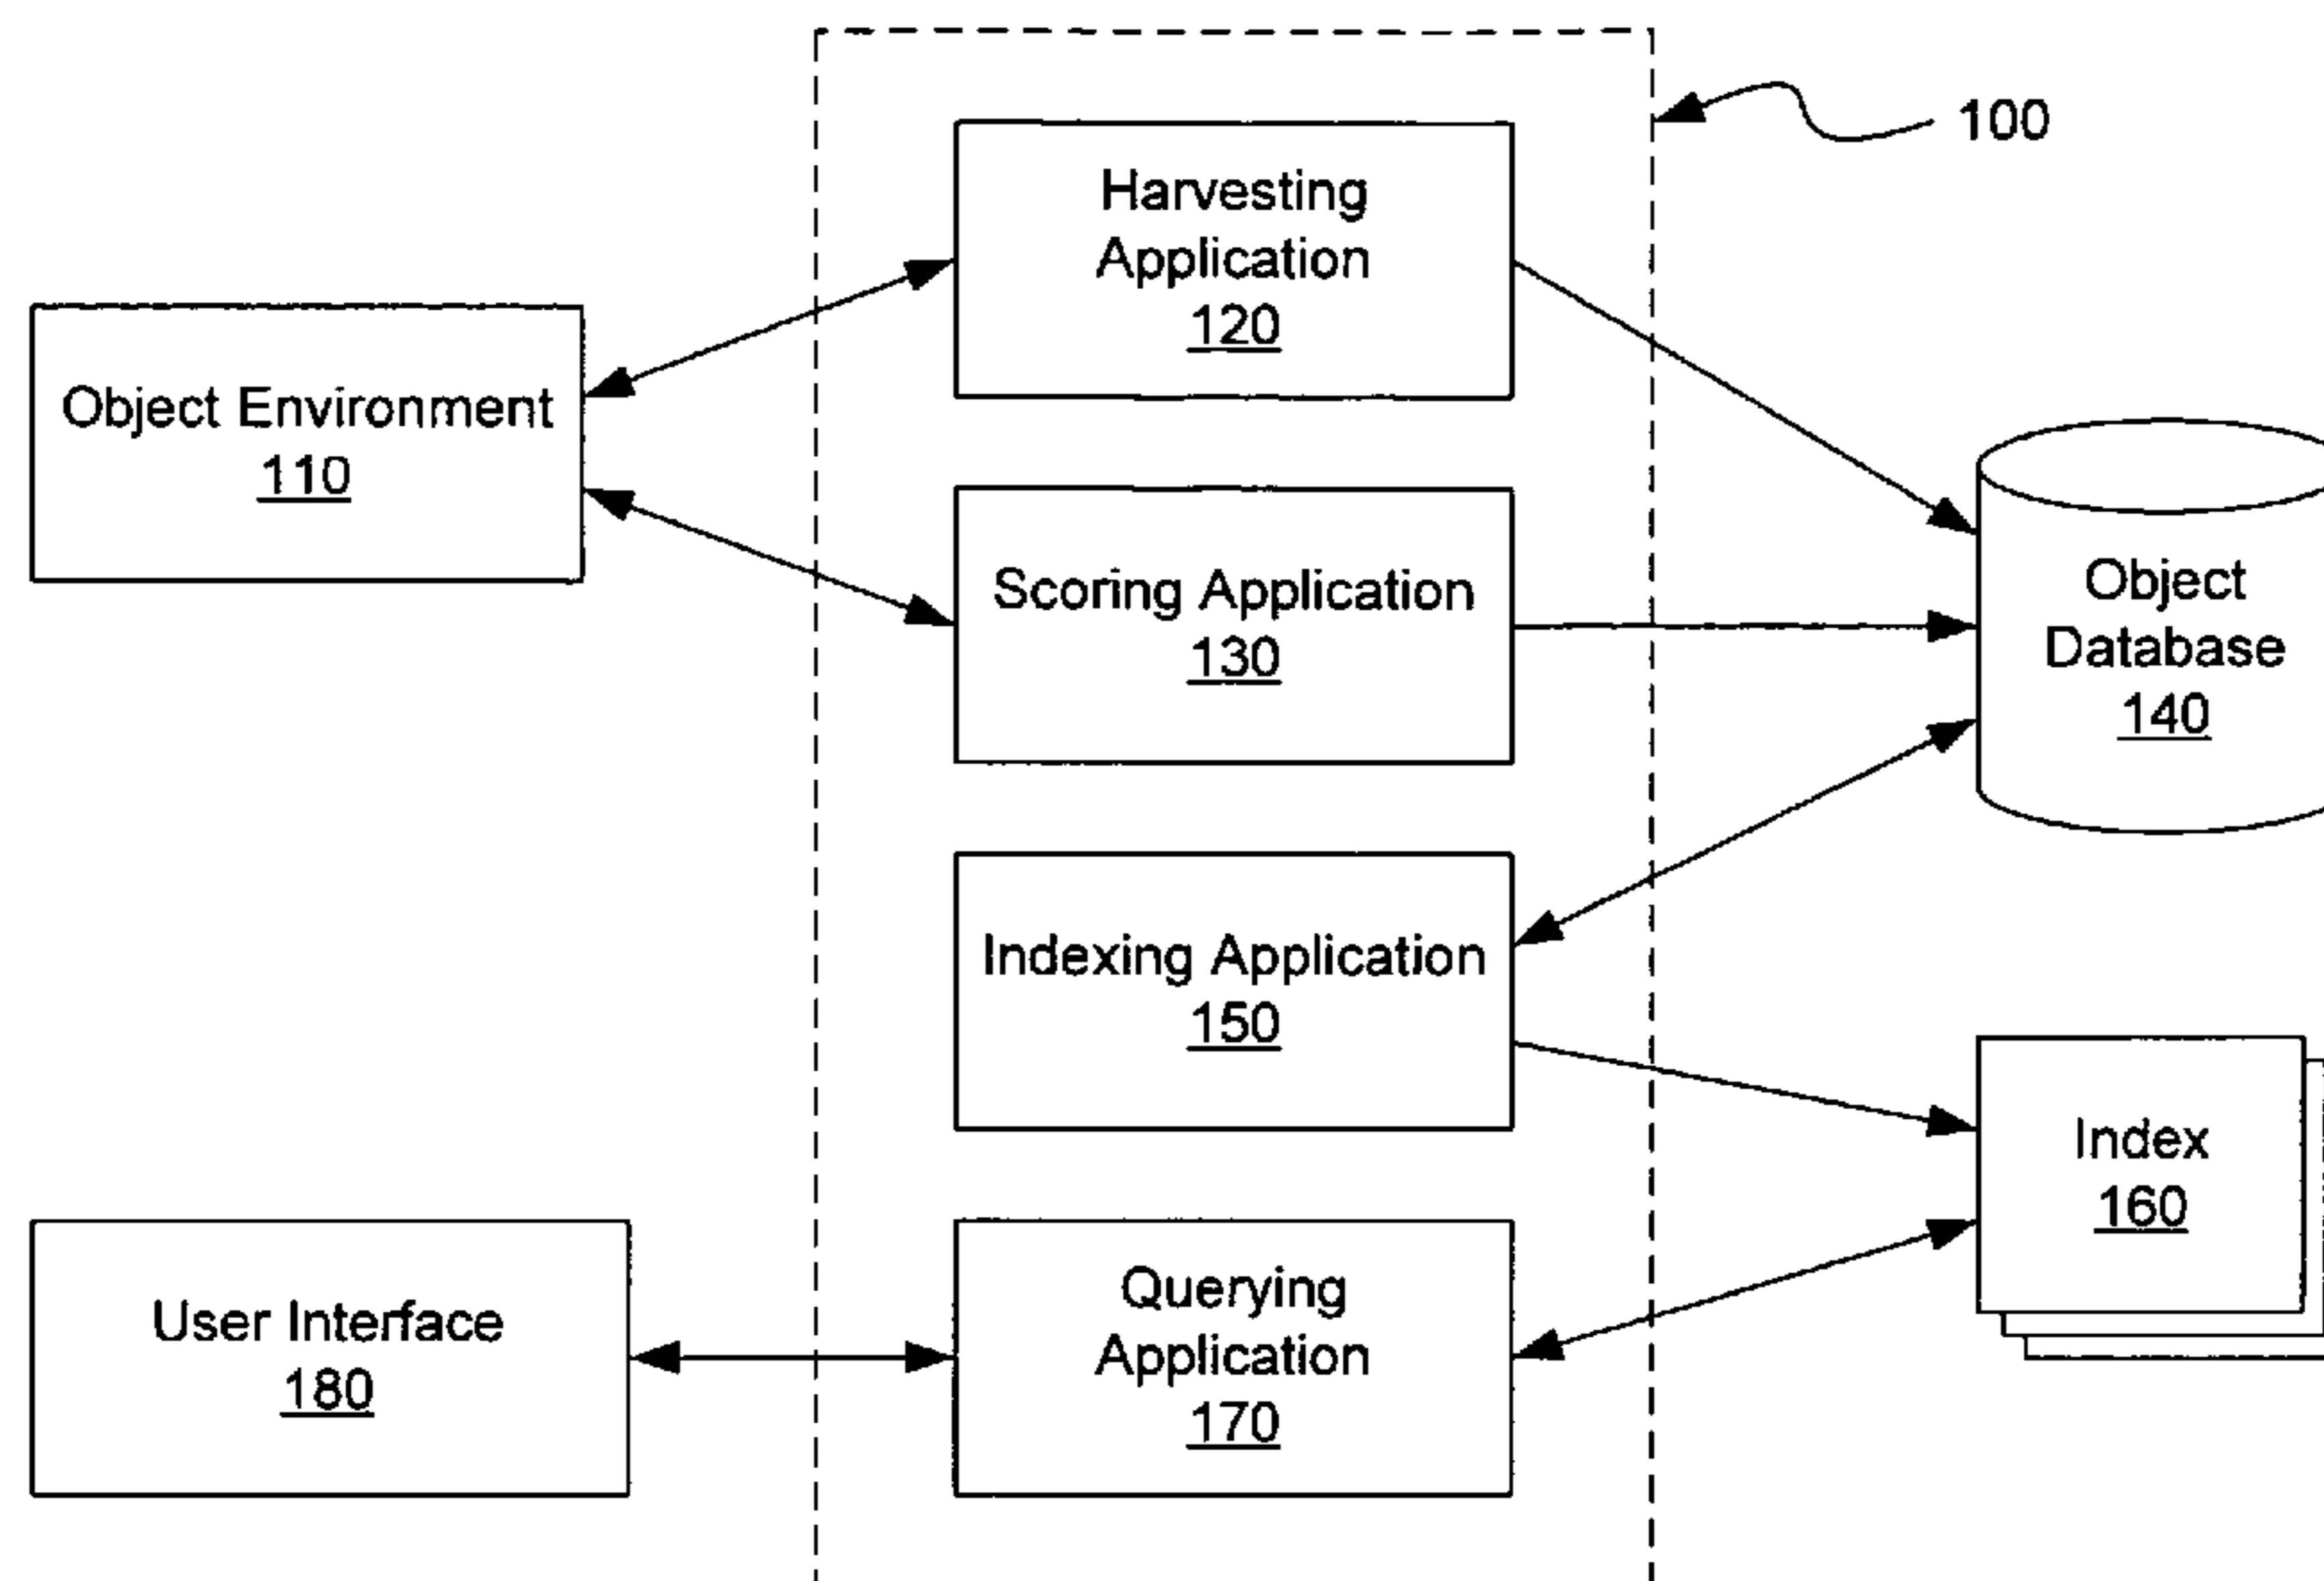 100
Harvesting
Application
120
Object Environment
110
Scoring Application
130
Object
Database
140
Indexing Application
150
Index
160
User Interface
180
Querying
Application
170